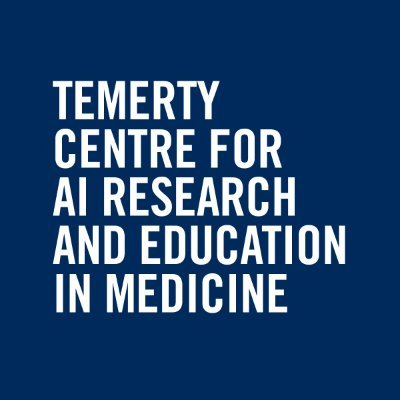 TEMERTY
CENTRE FOR
AI RESEARCH
AND EDUCATION
IN MEDICINE